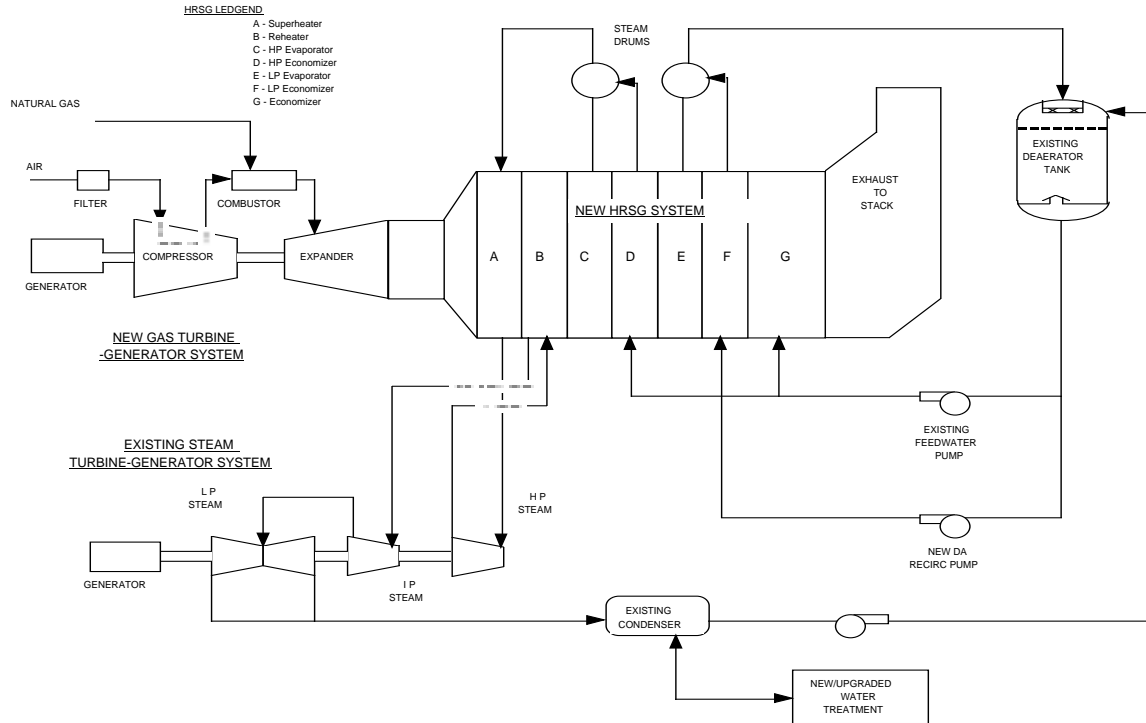 HRSG LEDGEND
A - Superheater
B - Reheater
C - HP Evaporator
D - HP Economizer
E - LP Evaporator
F - LP Economizer
G - Economizer
STEAM
DRUMS
NATURAL GAS
AIR
FILTER
COMBUSTOR
COMPRESSOR
EXPANDER
GENERATOR
NEW GAS TURBINE
-GENERATOR SYSTEM
NEW HRSG SYSTEM
A
B
C
D
E
F
G
EXHAUST
TO
STACK
EXISTING
DEAERATOR
TANK
EXISTING
FEEDWATER
PUMP
NEW DA
RECIRC PUMP
EXISTING STEAM
TURBINE-GENERATOR SYSTEM
L P
STEAM
H P
STEAM
I P
STEAM
GENERATOR
EXISTING
CONDENSER
NEW/UPGRADED
WATER
TREATMENT